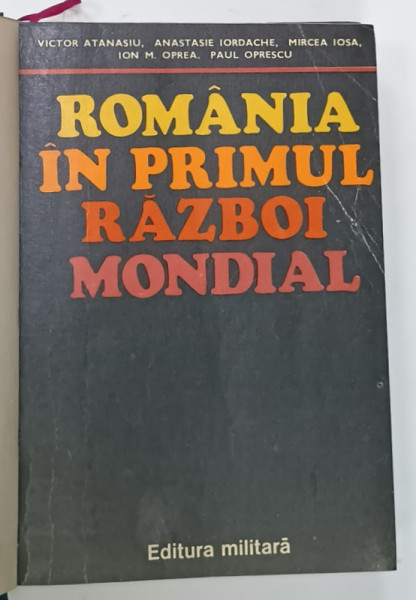 VICTOR ATANASIU, ANASTASIE IORDACHE, MIRCEA IOSA,
ION M. OPREA, PAUL OPRESCU
ROMÂNIA
ÎN PRIMUL
RĂZBOI
MONDIAL
Editura militară